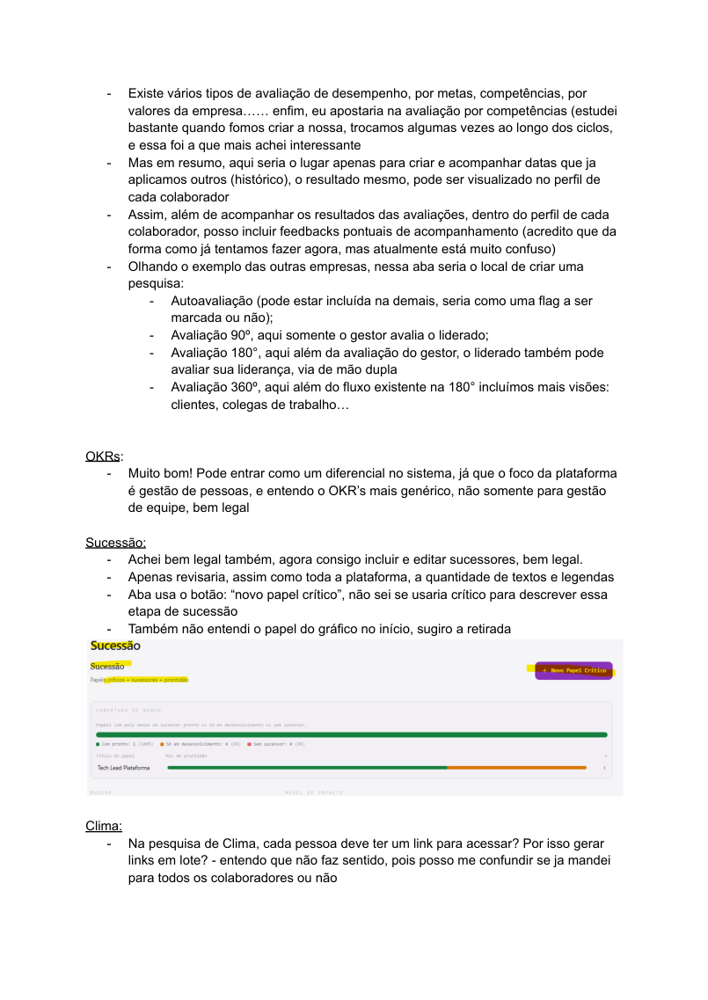 - Existe vários tipos de avaliação de desempenho, por metas, competências, por
valores da empresa…… enfim, eu apostaria na avaliação por competências (estudei
bastante quando fomos criar a nossa, trocamos algumas vezes ao longo dos ciclos,
e essa foi a que mais achei interessante
- Mas em resumo, aqui seria o lugar apenas para criar e acompanhar datas que ja
aplicamos outros (histórico), o resultado mesmo, pode ser visualizado no perfil de
cada colaborador
- Assim, além de acompanhar os resultados das avaliações, dentro do perfil de cada
colaborador, posso incluir feedbacks pontuais de acompanhamento (acredito que da
forma como já tentamos fazer agora, mas atualmente está muito confuso)
- Olhando o exemplo das outras empresas, nessa aba seria o local de criar uma
pesquisa:
- Autoavaliação (pode estar incluída na demais, seria como uma flag a ser
marcada ou não);
- Avaliação 90º, aqui somente o gestor avalia o liderado;
- Avaliação 180°, aqui além da avaliação do gestor, o liderado também pode
avaliar sua liderança, via de mão dupla
- Avaliação 360º, aqui além do fluxo existente na 180° incluímos mais visões:
clientes, colegas de trabalho…
OKRs:
- Muito bom! Pode entrar como um diferencial no sistema, já que o foco da plataforma
é gestão de pessoas, e entendo o OKR's mais genérico, não somente para gestão
de equipe, bem legal
Sucessão:
- Achei bem legal também, agora consigo incluir e editar sucessores, bem legal.
- Apenas revisaria, assim como toda a plataforma, a quantidade de textos e legendas
- Aba usa o botão: “novo papel crítico”, não sei se usaria crítico para descrever essa
etapa de sucessão
- Também não entendi o papel do gráfico no início, sugiro a retirada
Sucessão
Sucessão
Papéis críticos + sucessores + prontidão
+ Novo Papel Crítico
COBERTURA DE BENCH
Papéis com pelo menos um sucessor pronto vs só em desenvolvimento vs sem sucessor.
Com pronto: 1 (100%) Só em desenvolvimento: 0 (0%) Sem sucessor: 0 (0%)
Título do papel Mix de prontidão
Tech Lead Plataforma
BUSCAR NÍVEL DE IMPACTO
Clima:
- Na pesquisa de Clima, cada pessoa deve ter um link para acessar? Por isso gerar
links em lote? - entendo que não faz sentido, pois posso me confundir se ja mandei
para todos os colaboradores ou não